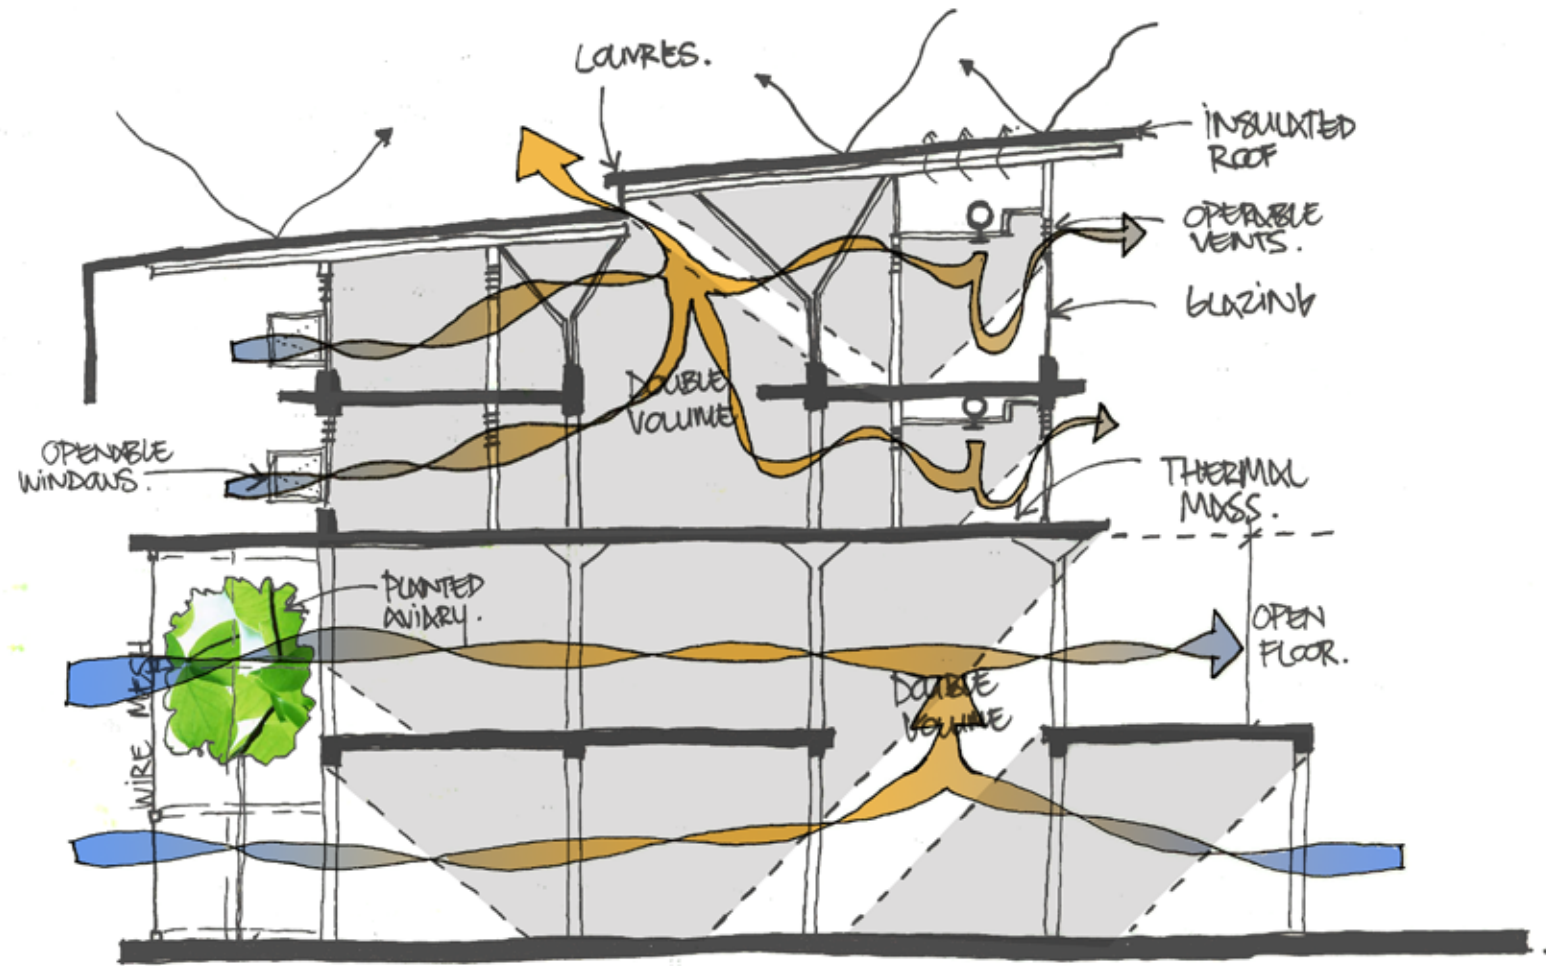 LOUVRES.
INSULATED
ROOF
OPERABLE
VENTS.
GLAZING
DOUBLE
VOLUME
OPENABLE
WINDOWS.
THERMAL
MASS.
PLANTED
AVIARY.
OPEN
FLOOR.
WIRE MESH
DOUBLE
VOLUME